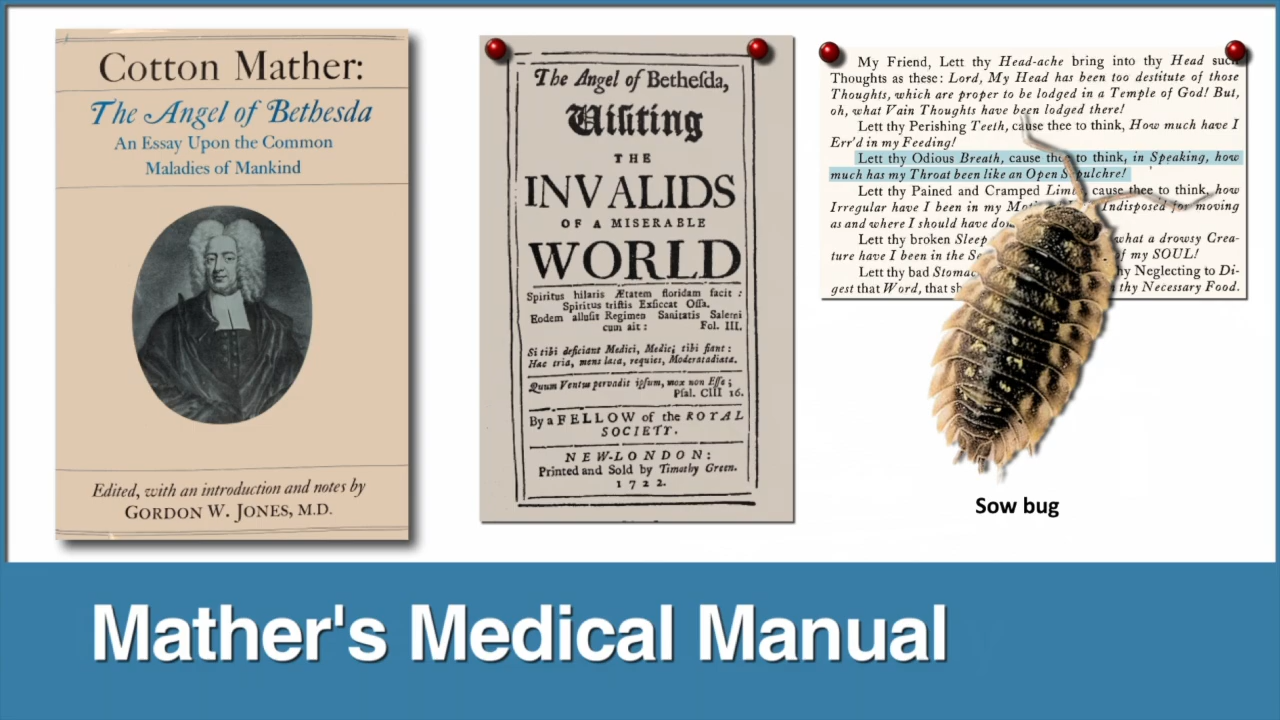 Cotton Mather:
The Angel of Bethesda
An Essay Upon the Common
Maladies of Mankind
Edited, with an introduction and notes by
GORDON W. JONES, M.D.
The Angel of Betheſda,
Viſiting
THE
INVALIDS
OF A MISERABLE
WORLD
Spiritus hilaris Ætatem floridam facit :
Spiritus triſtis Exſiccat Oſſa.
Eodem alluſit Regimen Sanitatis Salerni
cum ait : Fol. III.
Si tibi deficiant Medici, Medici tibi fiant :
Hæc tria, mens læta, requies, Moderata diæta.
Quum Ventus pervadit ipſum, mox non Eſſe ;
Pſal. CIII 16.
By a FELLOW of the ROYAL
SOCIETY.
NEW-LONDON:
Printed and Sold by Timothy Green.
1722.
My Friend, Lett thy Head-ache bring into thy Head such
Thoughts as these: Lord, My Head has been too destitute of those
Thoughts, which are proper to be lodged in a Temple of God! But,
oh, what Vain Thoughts have been lodged there!
Lett thy Perishing Teeth, cause thee to think, How much have I
Err'd in my Feeding!
Lett thy Odious Breath, cause thee to think, in Speaking, how
much has my Throat been like an Open Sepulchre!
Lett thy Pained and Cramped Limbs, cause thee to think, how
Irregular have I been in my Indisposed for moving
as and where I should have
Lett thy broken Sleep what a drowsy Crea-
ture have I been in the of my SOUL!
Lett thy bad Neglecting to Di-
gest that Word, that thy Necessary Food.
Sow bug
Mather's Medical Manual